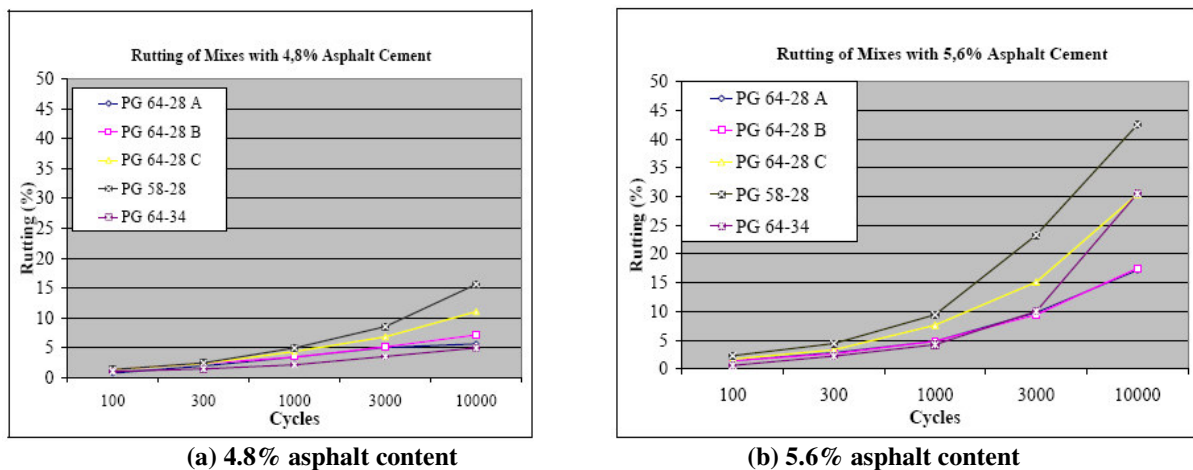 Rutting of Mixes with 4,8% Asphalt Cement
50
45
40
35
30
25
20
15
10
5
0
Rutting (%)
PG 64-28 A
PG 64-28 B
PG 64-28 C
PG 58-28
PG 64-34
100 300 1000 3000 10000
Cycles
(a) 4.8% asphalt content
Rutting of Mixes with 5,6% Asphalt Cement
50
45
40
35
30
25
20
15
10
5
0
Rutting (%)
PG 64-28 A
PG 64-28 B
PG 64-28 C
PG 58-28
PG 64-34
100 300 1000 3000 10000
Cycles
(b) 5.6% asphalt content